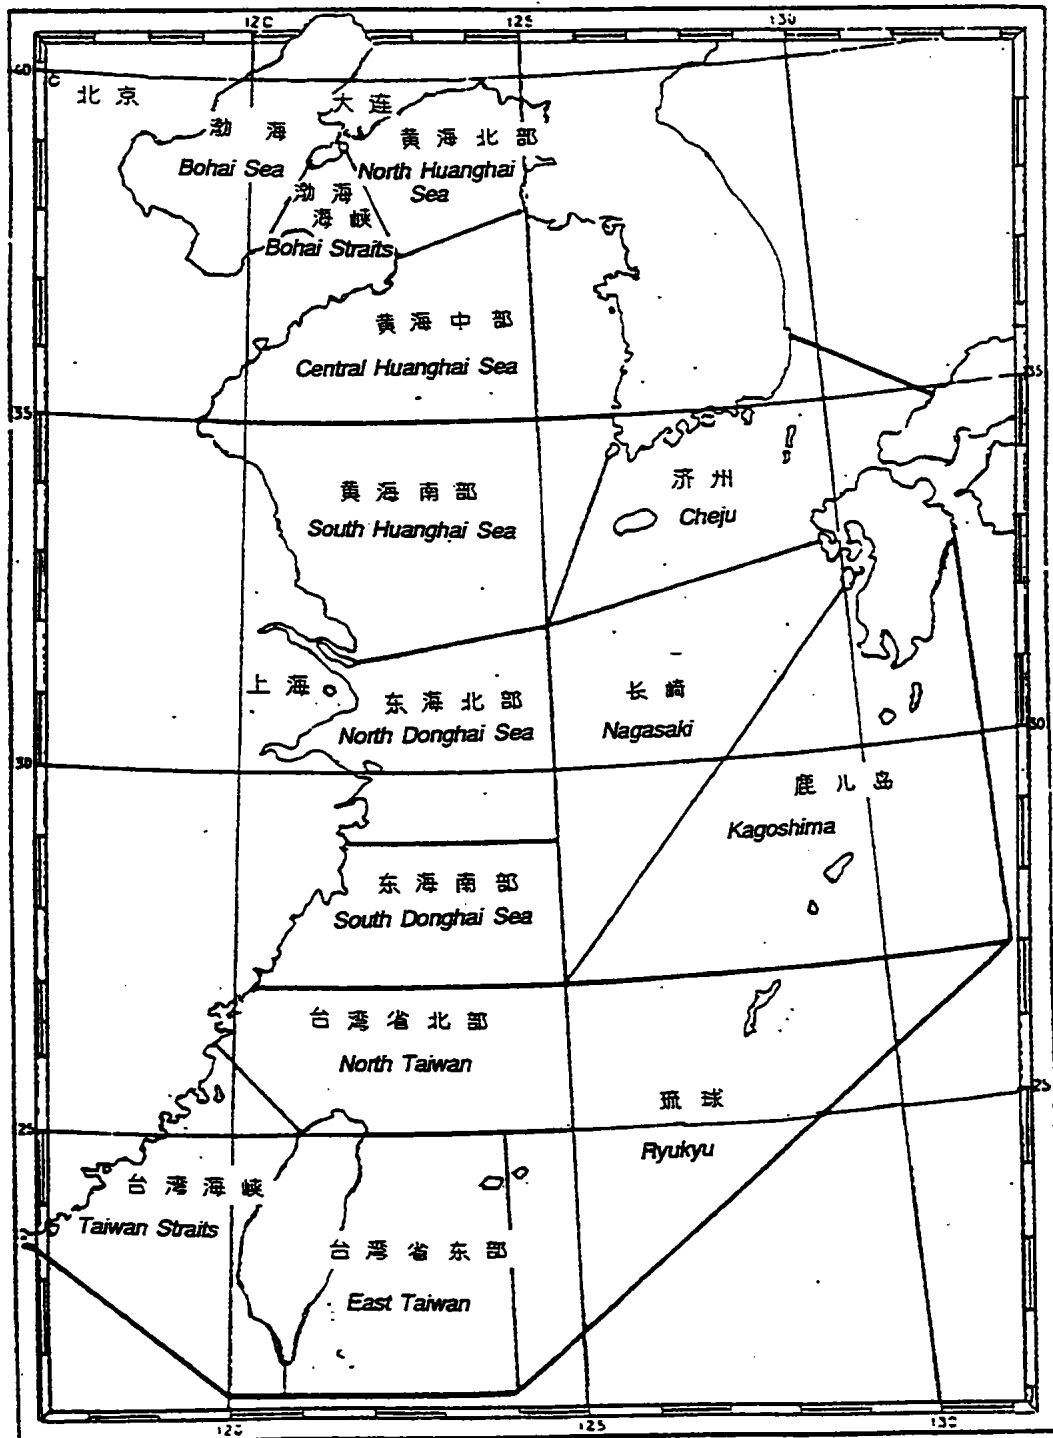 120
125
130
40
北京
大连
渤海
Bohai Sea
黄海北部
North Huanghai
Sea
渤海
海峡
Bohai Straits
黄海中部
Central Huanghai Sea
35
35
黄海南部
South Huanghai Sea
济州
Cheju
上海
东海北部
North Donghai Sea
长崎
Nagasaki
30
30
鹿儿岛
Kagoshima
东海南部
South Donghai Sea
台湾省北部
North Taiwan
琉球
Ryukyu
25
25
台湾海峡
Taiwan Straits
台湾省东部
East Taiwan
120
125
130